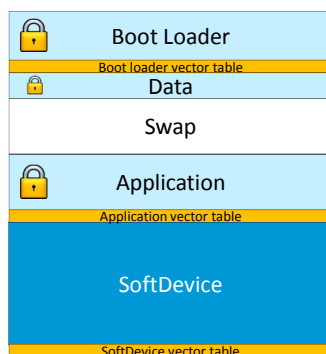 Boot Loader
Boot loader vector table
Data
Swap
Application
Application vector table
SoftDevice
SoftDevice vector table